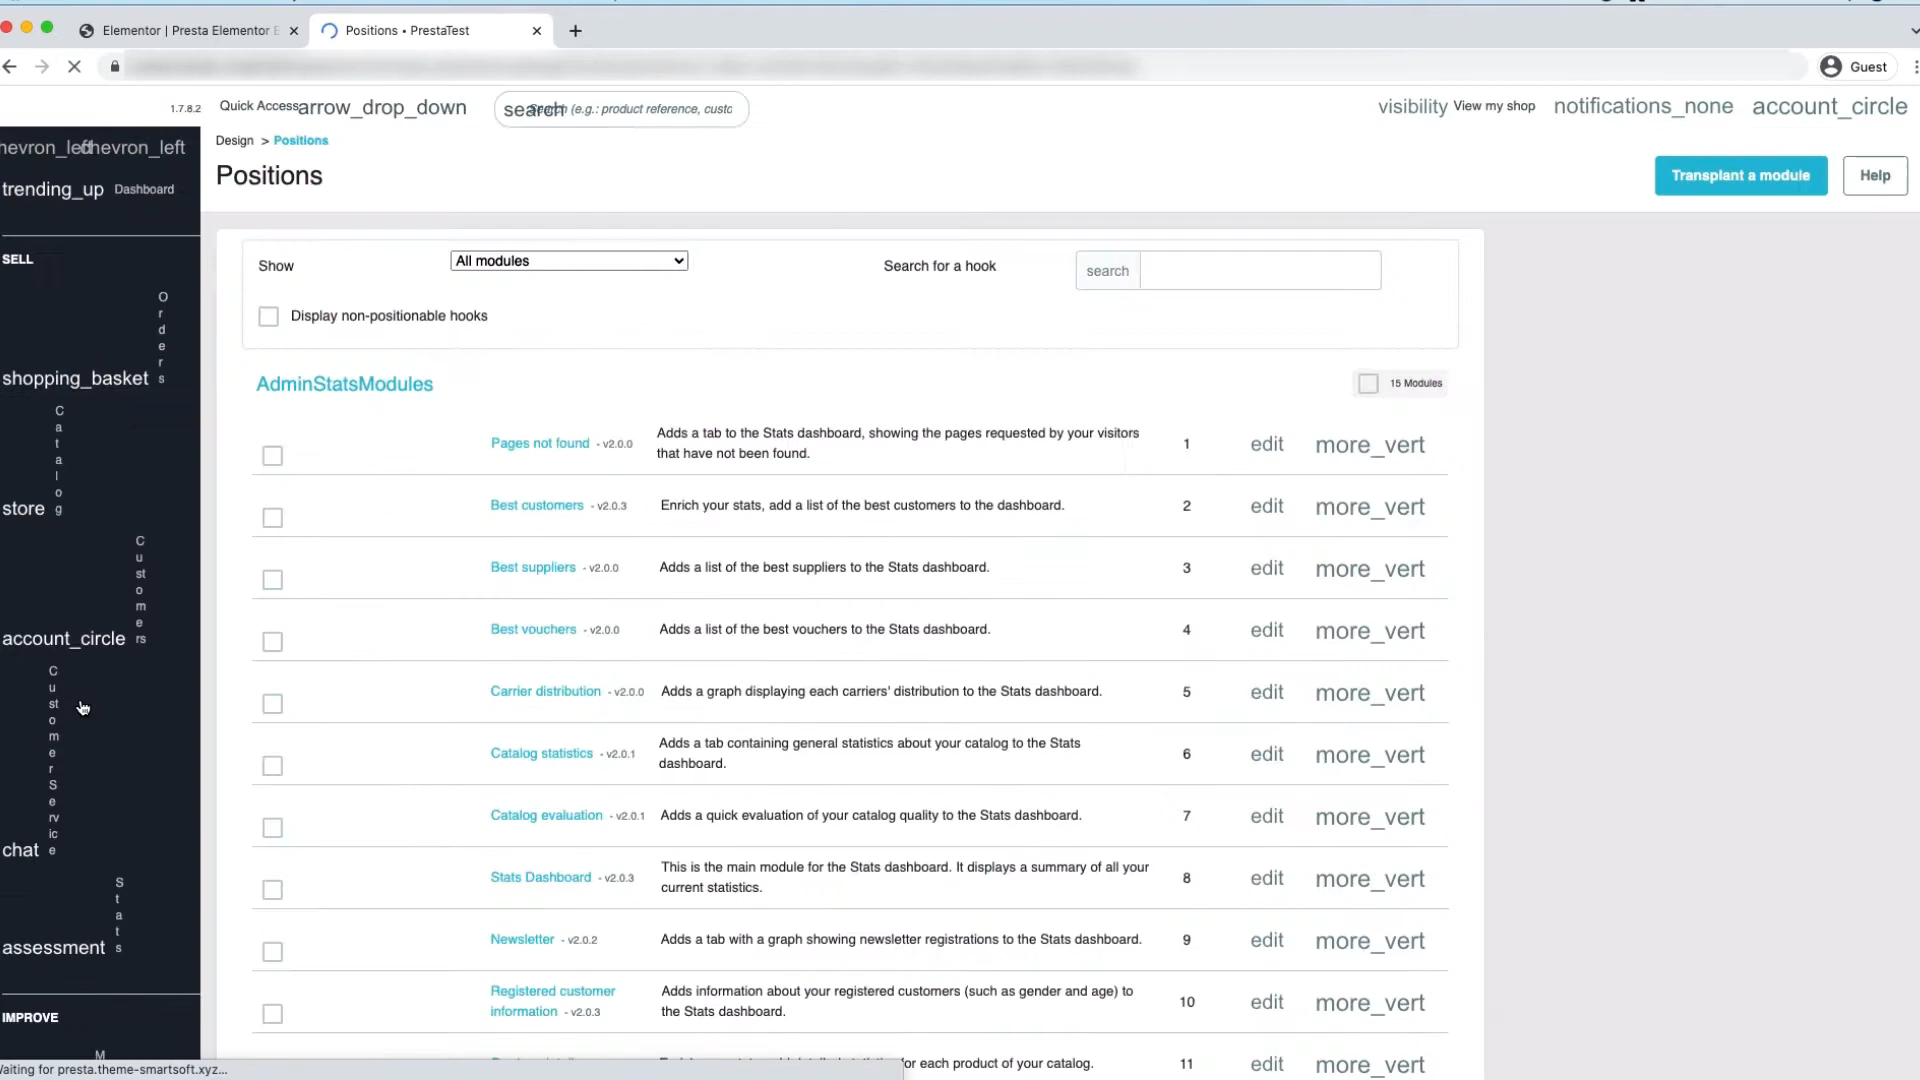 Elementor | Presta Elementor E
Positions • PrestaTest
Guest
1.7.8.2
Quick Access arrow_drop_down
search Search (e.g.: product reference, custo
visibility View my shop
notifications_none
account_circle
hevron_left hevron_left
Design > Positions
Positions
Transplant a module
Help
trending_up Dashboard
SELL
shopping_basket Orders
store Catalog
account_circle Customers
chat Customer Service
assessment Stats
IMPROVE
M
Show
All modules
Search for a hook
search
Display non-positionable hooks
AdminStatsModules
15 Modules
Pages not found - v2.0.0
Adds a tab to the Stats dashboard, showing the pages requested by your visitors
that have not been found.
1 edit more_vert
Best customers - v2.0.3
Enrich your stats, add a list of the best customers to the dashboard.
2 edit more_vert
Best suppliers - v2.0.0
Adds a list of the best suppliers to the Stats dashboard.
3 edit more_vert
Best vouchers - v2.0.0
Adds a list of the best vouchers to the Stats dashboard.
4 edit more_vert
Carrier distribution - v2.0.0
Adds a graph displaying each carriers' distribution to the Stats dashboard.
5 edit more_vert
Catalog statistics - v2.0.1
Adds a tab containing general statistics about your catalog to the Stats
dashboard.
6 edit more_vert
Catalog evaluation - v2.0.1
Adds a quick evaluation of your catalog quality to the Stats dashboard.
7 edit more_vert
Stats Dashboard - v2.0.3
This is the main module for the Stats dashboard. It displays a summary of all your
current statistics.
8 edit more_vert
Newsletter - v2.0.2
Adds a tab with a graph showing newsletter registrations to the Stats dashboard.
9 edit more_vert
Registered customer
information - v2.0.3
Adds information about your registered customers (such as gender and age) to
the Stats dashboard.
10 edit more_vert
for each product of your catalog.
11 edit more_vert
Waiting for presta.theme-smartsoft.xyz...